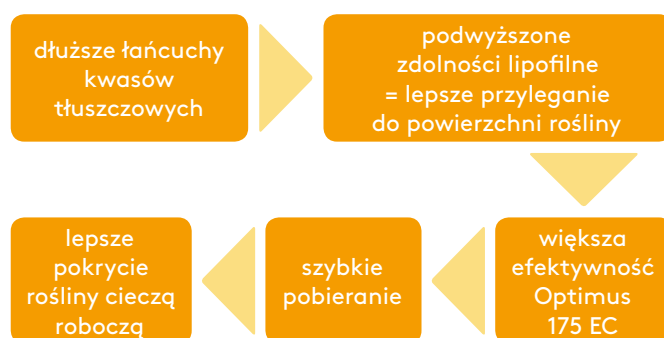 dłuższe łańcuchy
kwasów
tłuszczowych
podwyższone
zdolności lipofilne
= lepsze przyleganie
do powierzchni rośliny
większa
efektywność
Optimus
175 EC
szybkie
pobieranie
lepsze
pokrycie
rośliny cieczą
roboczą